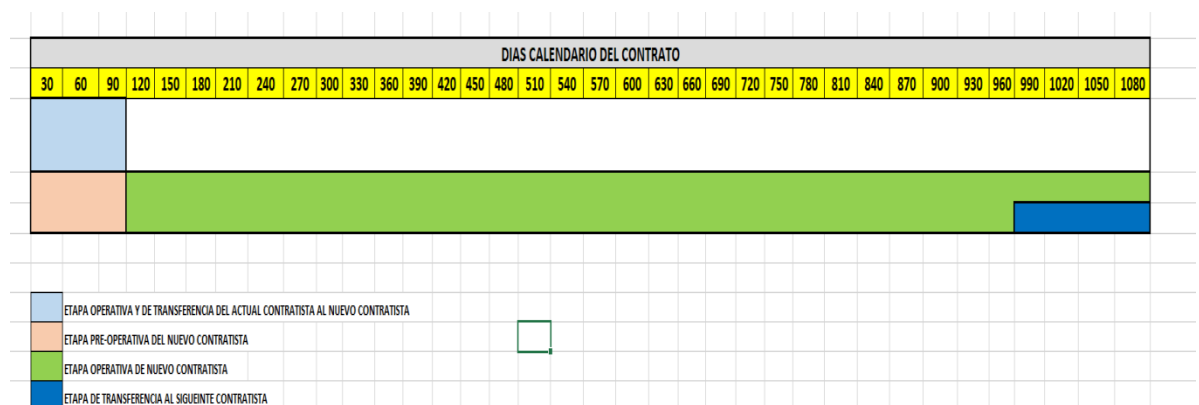 DIAS CALENDARIO DEL CONTRATO
30 60 90 120 150 180 210 240 270 300 330 360 390 420 450 480 510 540 570 600 630 660 690 720 750 780 810 840 870 900 930 960 990 1020 1050 1080
ETAPA OPERATIVA Y DE TRANSFERENCIA DEL ACTUAL CONTRATISTA AL NUEVO CONTRATISTA
ETAPA PRE-OPERATIVA DEL NUEVO CONTRATISTA
ETAPA OPERATIVA DE NUEVO CONTRATISTA
ETAPA DE TRANSFERENCIA AL SIGUEINTE CONTRATISTA